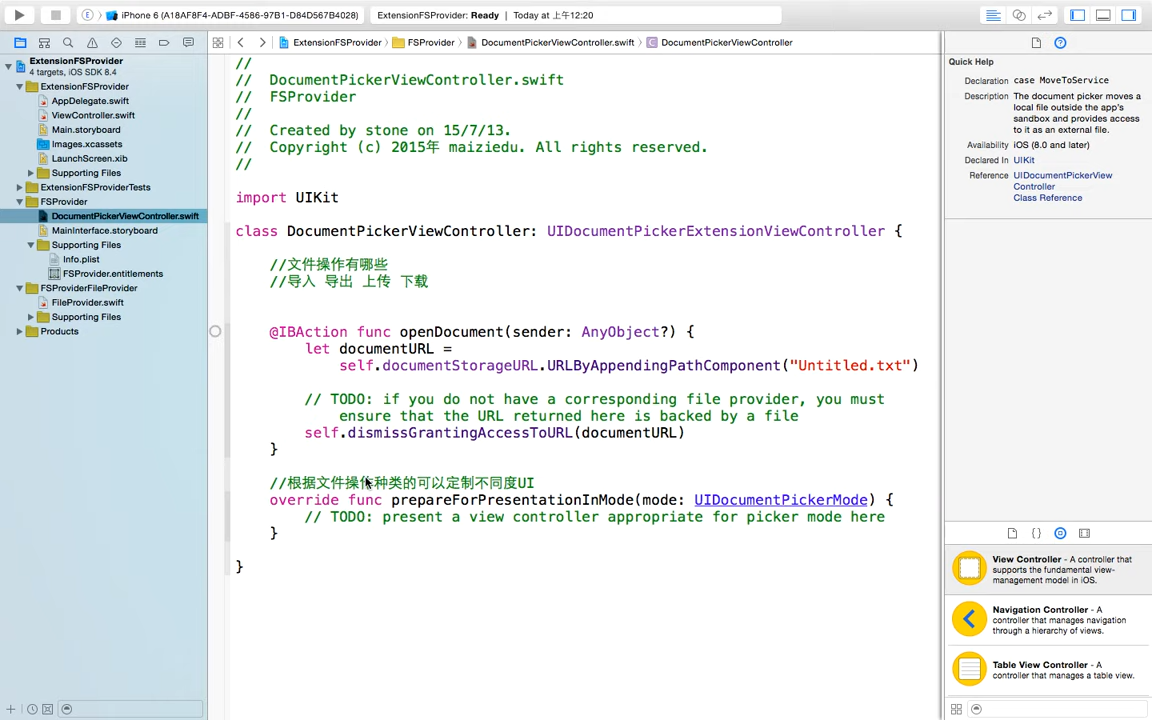 iPhone 6 (A18AF8F4-ADBF-4586-97B1-D84D567B4028)
ExtensionFSProvider: Ready | Today at 上午12:20
ExtensionFSProvider
4 targets, iOS SDK 8.4
ExtensionFSProvider
AppDelegate.swift
ViewController.swift
Main.storyboard
Images.xcassets
LaunchScreen.xib
Supporting Files
ExtensionFSProviderTests
FSProvider
DocumentPickerViewController.swift
MainInterface.storyboard
Supporting Files
Info.plist
FSProvider.entitlements
FSProviderFileProvider
FileProvider.swift
Supporting Files
Products
ExtensionFSProvider FSProvider DocumentPickerViewController.swift C DocumentPickerViewController
//
// DocumentPickerViewController.swift
// FSProvider
//
// Created by stone on 15/7/13.
// Copyright (c) 2015年 maiziedu. All rights reserved.
//
import UIKit
class DocumentPickerViewController: UIDocumentPickerExtensionViewController {
//文件操作有哪些
//导入 导出 上传 下载
@IBAction func openDocument(sender: AnyObject?) {
let documentURL =
self.documentStorageURL.URLByAppendingPathComponent("Untitled.txt")
// TODO: if you do not have a corresponding file provider, you must
ensure that the URL returned here is backed by a file
self.dismissGrantingAccessToURL(documentURL)
}
//根据文件操作种类的可以定制不同度UI
override func prepareForPresentationInMode(mode: UIDocumentPickerMode) {
// TODO: present a view controller appropriate for picker mode here
}
}
Quick Help
Declaration case MoveToService
Description The document picker moves a
local file outside the app's
sandbox and provides access
to it as an external file.
Availability iOS (8.0 and later)
Declared In UIKit
Reference UIDocumentPickerView
Controller
Class Reference
View Controller - A controller that
supports the fundamental view-
management model in iOS.
Navigation Controller - A
controller that manages navigation
through a hierarchy of views.
Table View Controller - A
controller that manages a table view.